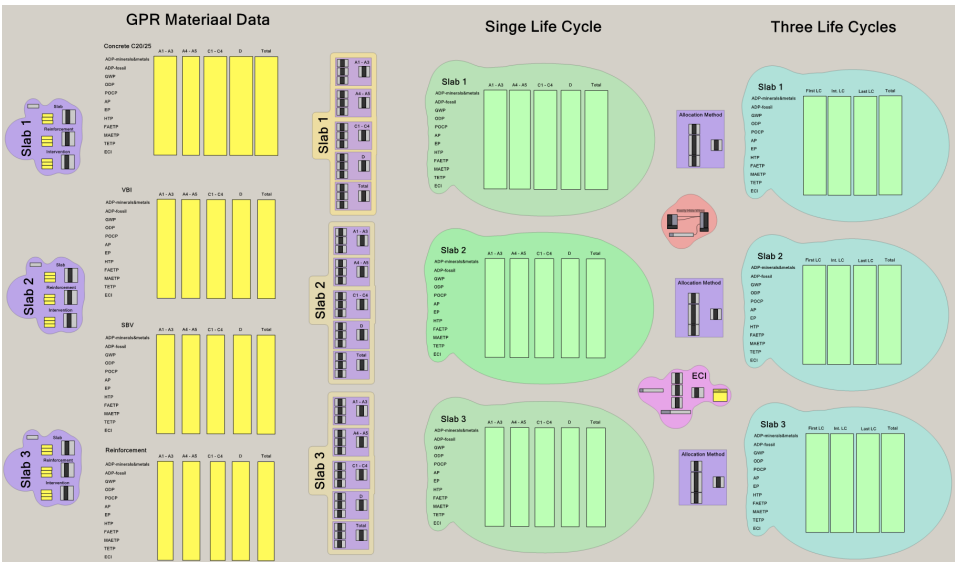 GPR Materiaal Data
Singe Life Cycle
Three Life Cycles
Concrete C20/25
A1 - A3 A4 - A5 C1 - C4 D Total
ADP-minerals&metals
ADP-fossil
GWP
ODP
POCP
AP
EP
HTP
FAETP
MAETP
TETP
ECI
VBI
A1 - A3 A4 - A5 C1 - C4 D Total
ADP-minerals&metals
ADP-fossil
GWP
ODP
POCP
AP
EP
HTP
FAETP
MAETP
TETP
ECI
SBV
A1 - A3 A4 - A5 C1 - C4 D Total
ADP-minerals&metals
ADP-fossil
GWP
ODP
POCP
AP
EP
HTP
FAETP
MAETP
TETP
ECI
Reinforcement
A1 - A3 A4 - A5 C1 - C4 D Total
ADP-minerals&metals
ADP-fossil
GWP
ODP
POCP
AP
EP
HTP
FAETP
MAETP
TETP
ECI
Slab 1
Slab
Reinforcement
Intervention
Slab 2
Slab
Reinforcement
Intervention
Slab 3
Slab
Reinforcement
Intervention
Slab 1
A1 - A3
A4 - A5
C1 - C4
D
Total
Slab 2
A1 - A3
A4 - A5
C1 - C4
D
Total
Slab 3
A1 - A3
A4 - A5
C1 - C4
D
Total
Slab 1
A1 - A3 A4 - A5 C1 - C4 D Total
ADP-minerals&metals
ADP-fossil
GWP
ODP
POCP
AP
EP
HTP
FAETP
MAETP
TETP
ECI
Slab 2
A1 - A3 A4 - A5 C1 - C4 D Total
ADP-minerals&metals
ADP-fossil
GWP
ODP
POCP
AP
EP
HTP
FAETP
MAETP
TETP
ECI
Slab 3
A1 - A3 A4 - A5 C1 - C4 D Total
ADP-minerals&metals
ADP-fossil
GWP
ODP
POCP
AP
EP
HTP
FAETP
MAETP
TETP
ECI
Allocation Method
Allocation Method
ECI
Allocation Method
Slab 1
First LC Int. LC Last LC Total
ADP-minerals&metals
ADP-fossil
GWP
ODP
POCP
AP
EP
HTP
FAETP
MAETP
TETP
ECI
Slab 2
First LC Int. LC Last LC Total
ADP-minerals&metals
ADP-fossil
GWP
ODP
POCP
AP
EP
HTP
FAETP
MAETP
TETP
ECI
Slab 3
First LC Int. LC Last LC Total
ADP-minerals&metals
ADP-fossil
GWP
ODP
POCP
AP
EP
HTP
FAETP
MAETP
TETP
ECI